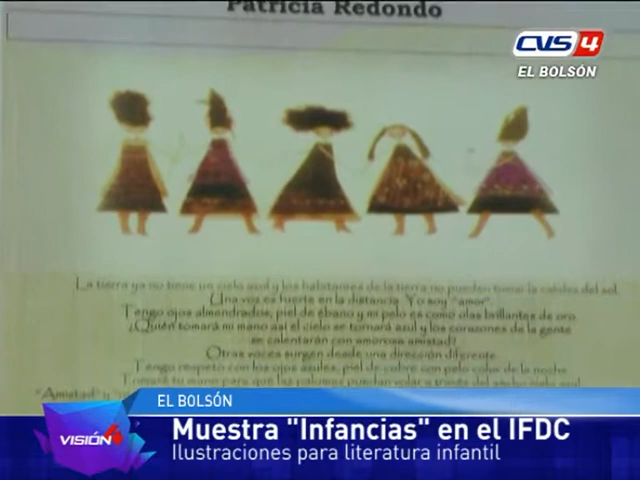 Patricia Redondo
CVS4
EL BOLSÓN
La tierra ya no tiene un cielo azul y los habitantes de la tierra no pueden tomar la calidez del sol.
Una voz es fuerte en la distancia. Yo soy "amor".
Tengo ojos almendrados, piel de ébano y mi pelo es como olas brillantes de oro.
¿Quién tomará mi mano asi el cielo se tornará azul y los corazones de la gente
se calentarán con amorosa amistad?
Otras voces surgen desde una dirección diferente.
Tengo respeto con los ojos azules, piel de cobre con pelo color de la noche.
Tomaré tu mano para que las palomas puedan volar a través del ancho cielo azul
"Amistad" y
EL BOLSÓN
VISIÓN4
Muestra "Infancias" en el IFDC
Ilustraciones para literatura infantil